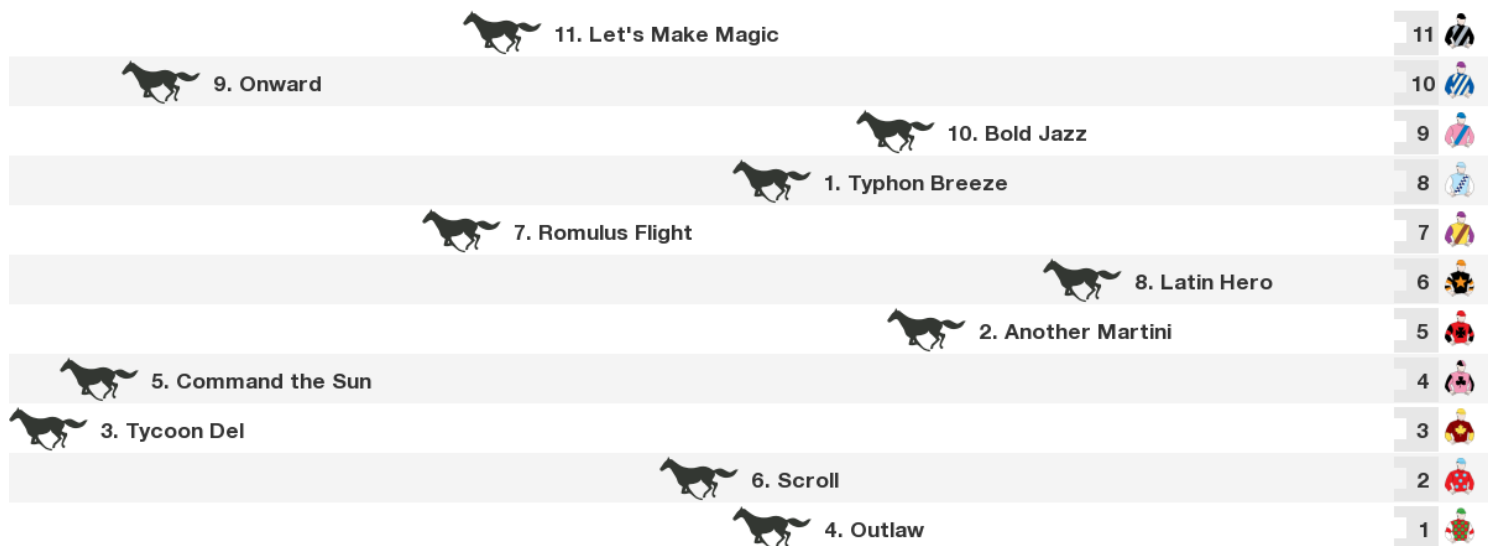 11. Let's Make Magic 11
9. Onward 10
10. Bold Jazz 9
1. Typhon Breeze 8
7. Romulus Flight 7
8. Latin Hero 6
2. Another Martini 5
5. Command the Sun 4
3. Tycoon Del 3
6. Scroll 2
4. Outlaw 1